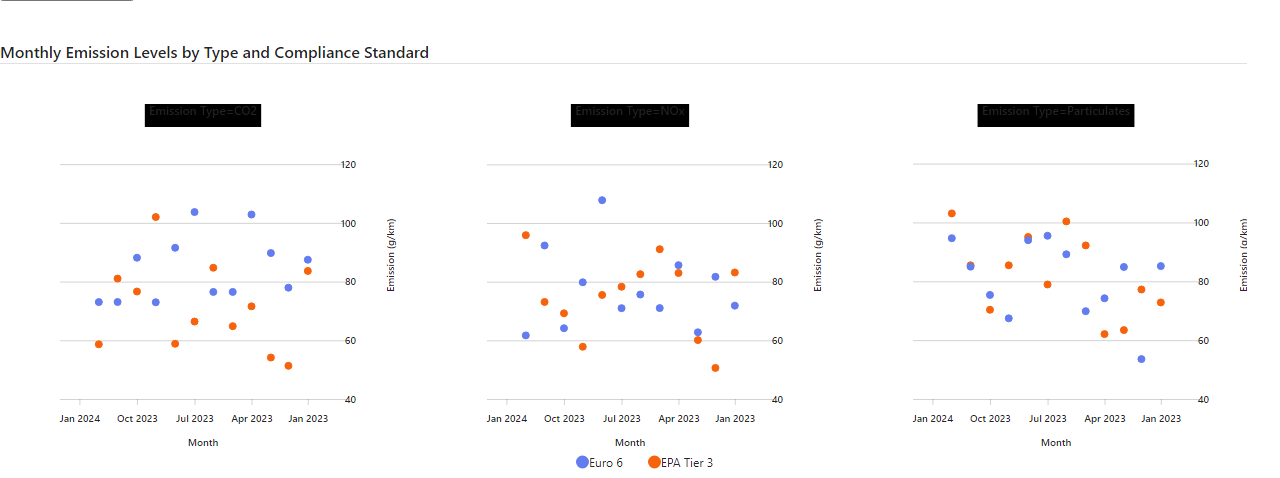 Monthly Emission Levels by Type and Compliance Standard
Emission Type=CO2
Emission Type=NOx
Emission Type=Particulates
120
100
80
60
40
Emission (g/km)
Jan 2024 Oct 2023 Jul 2023 Apr 2023 Jan 2023
Month
120
100
80
60
40
Emission (g/km)
Jan 2024 Oct 2023 Jul 2023 Apr 2023 Jan 2023
Month
120
100
80
60
40
Emission (g/km)
Jan 2024 Oct 2023 Jul 2023 Apr 2023 Jan 2023
Month
Euro 6 EPA Tier 3